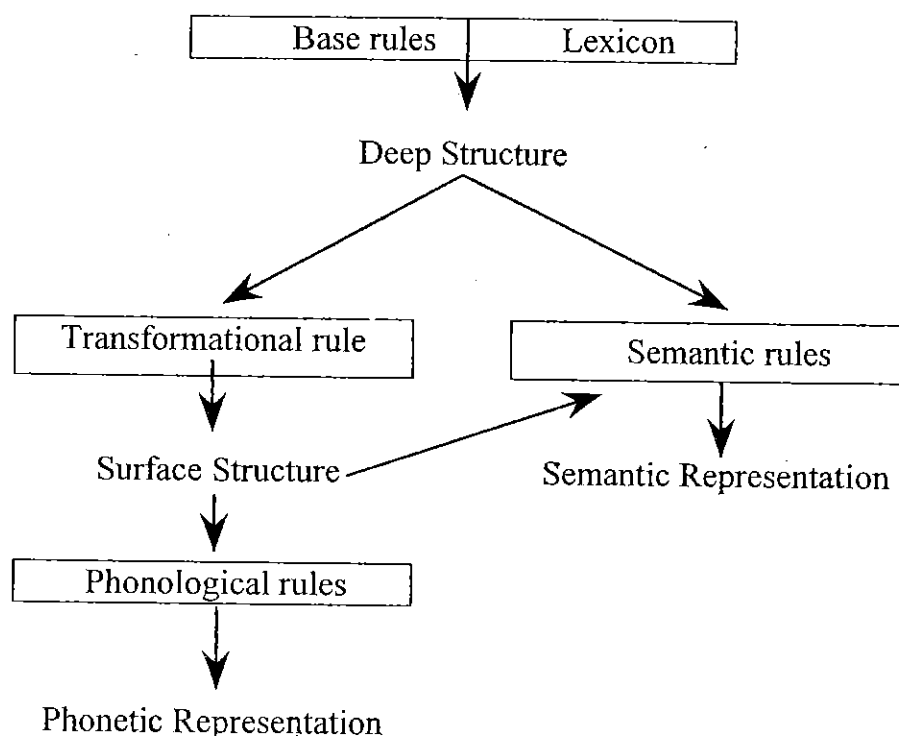 Base rules
Lexicon
Deep Structure
Transformational rule
Semantic rules
Surface Structure
Semantic Representation
Phonological rules
Phonetic Representation